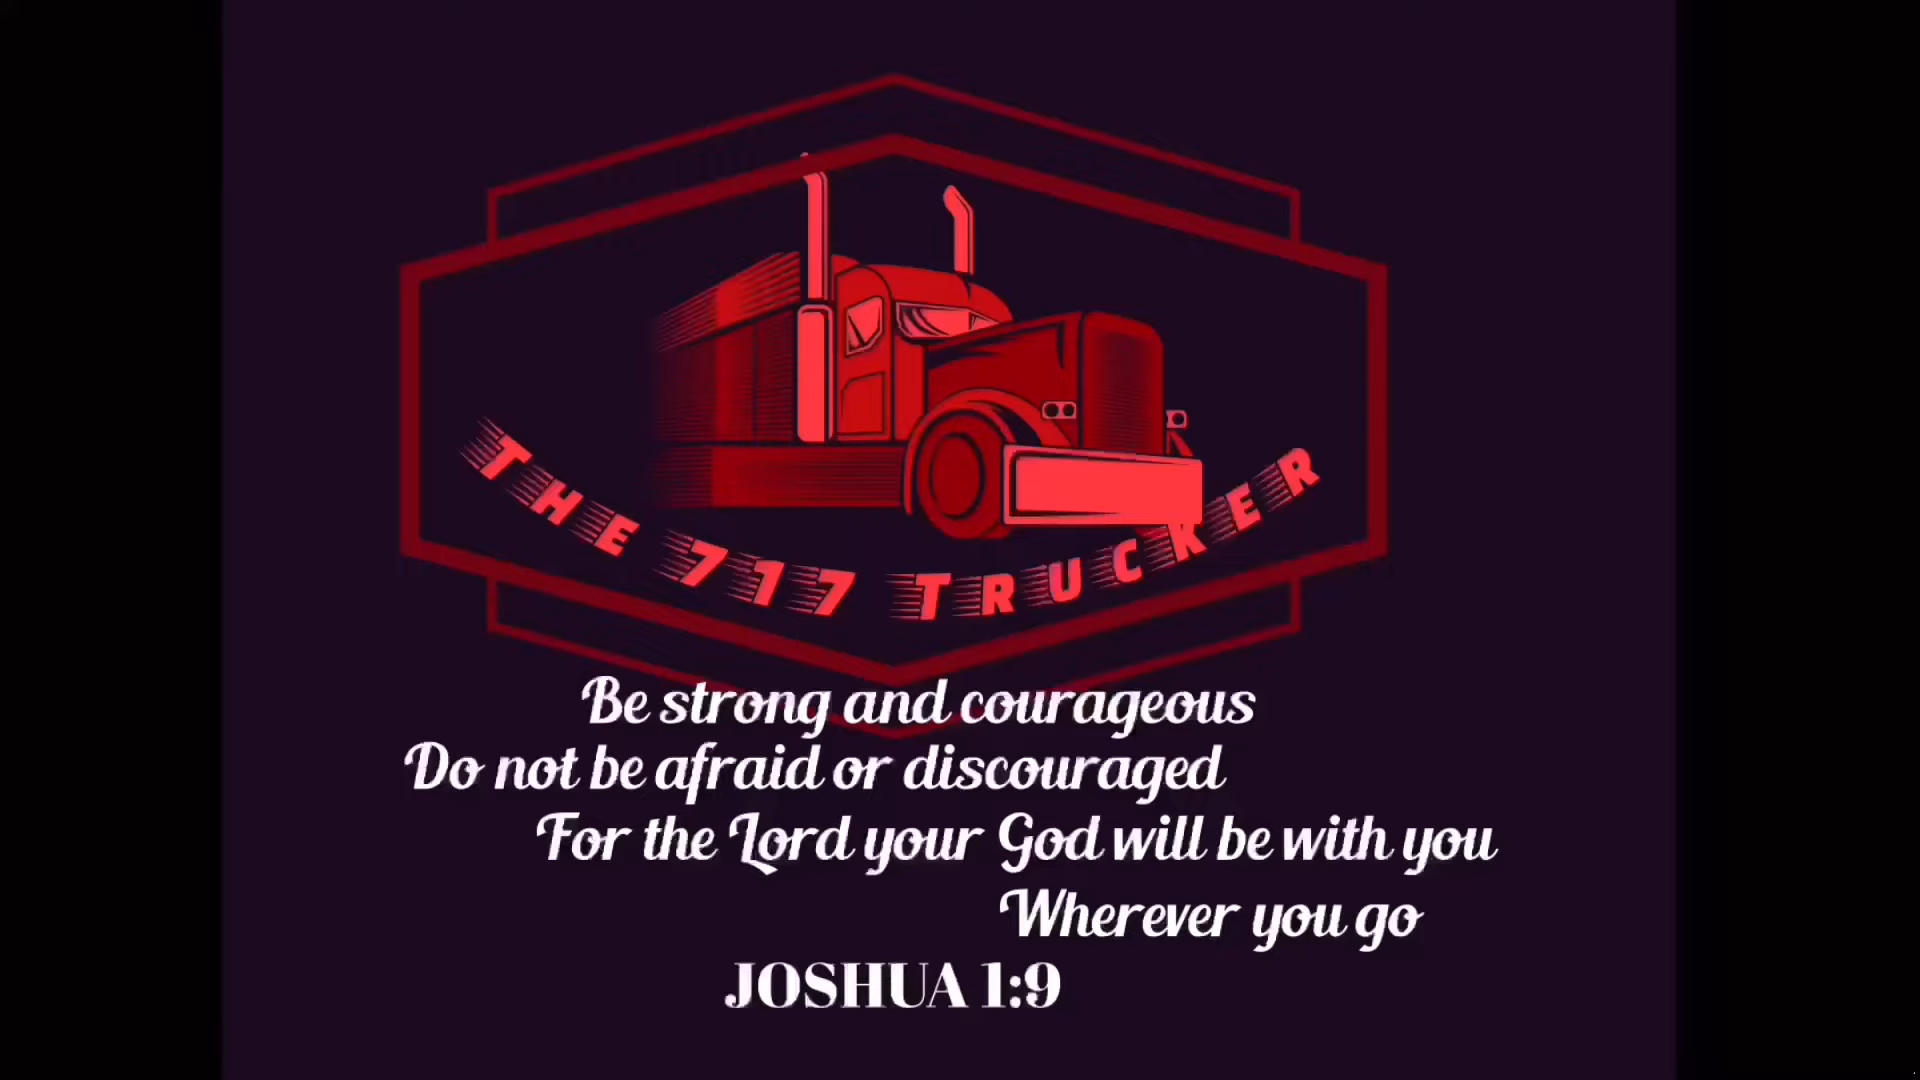 THE 717 TRUCKER
Be strong and courageous
Do not be afraid or discouraged
For the Lord your God will be with you
Wherever you go
JOSHUA 1:9